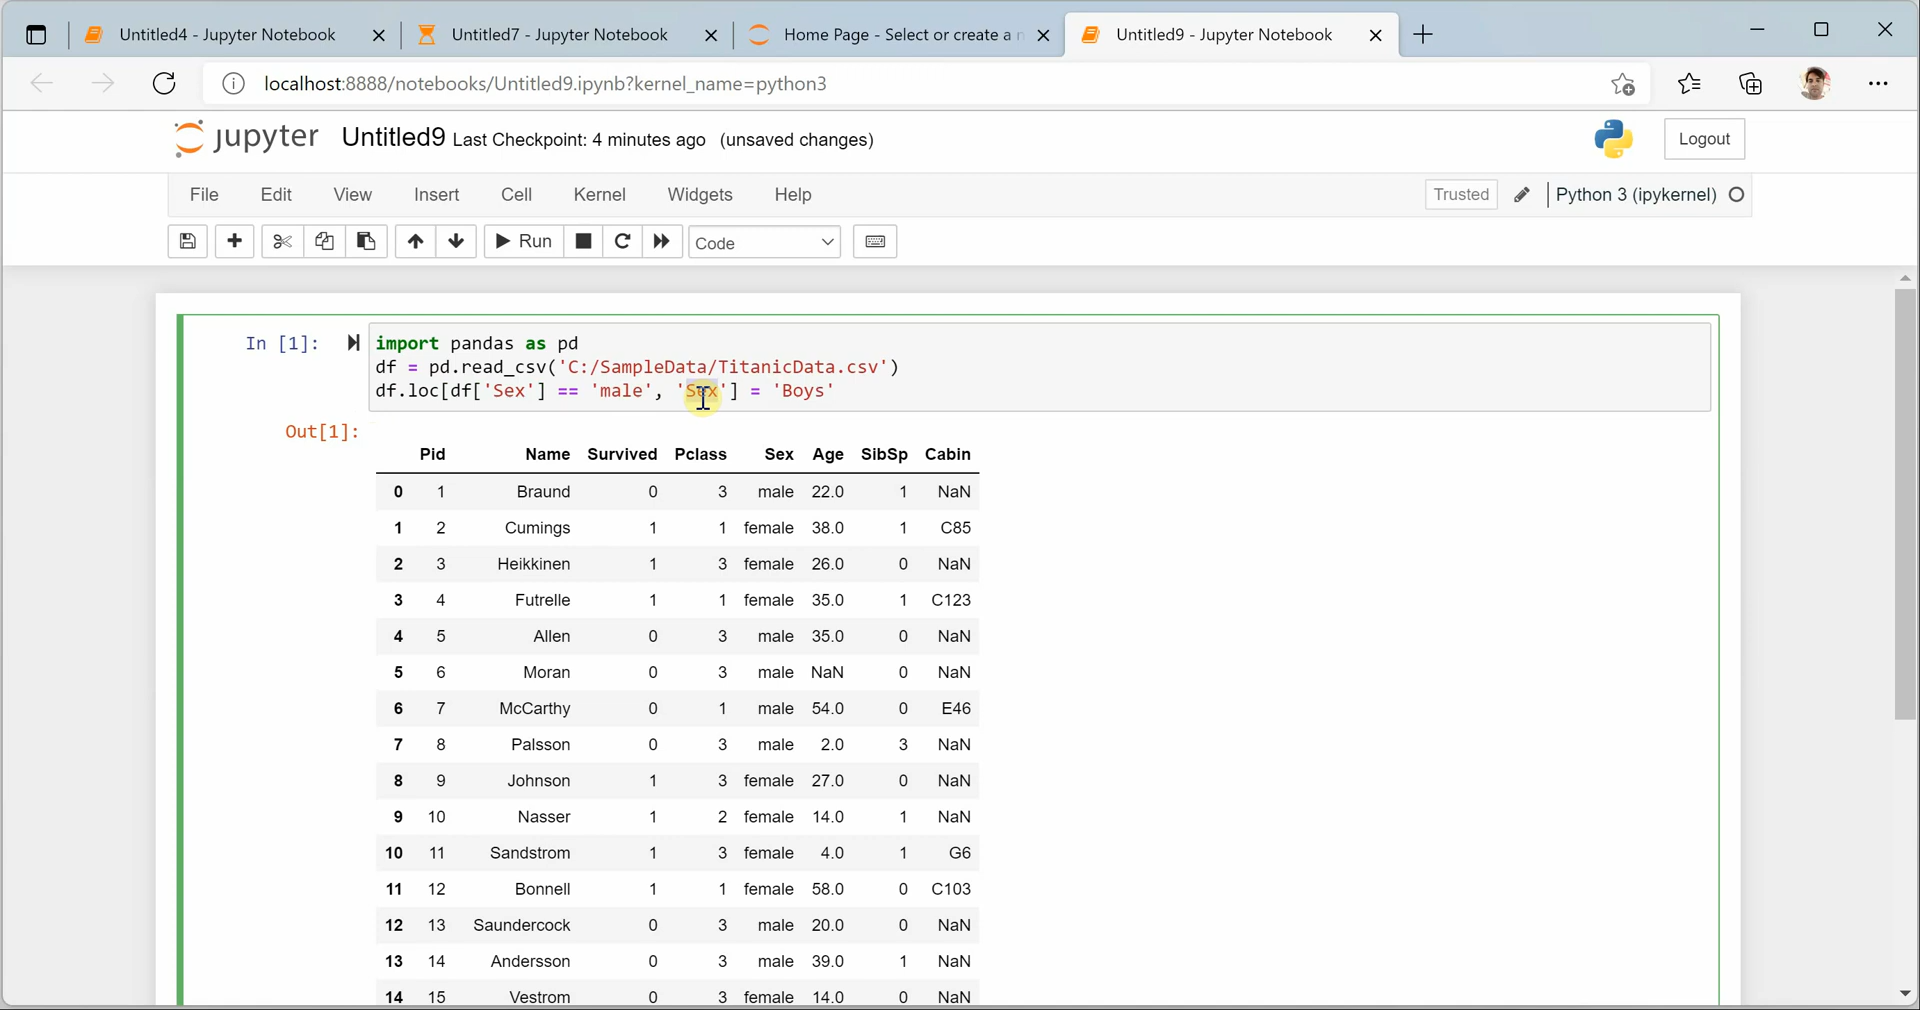 Untitled4 - Jupyter Notebook
Untitled7 - Jupyter Notebook
Home Page - Select or create a n
Untitled9 - Jupyter Notebook
localhost:8888/notebooks/Untitled9.ipynb?kernel_name=python3
jupyter Untitled9 Last Checkpoint: 4 minutes ago (unsaved changes)
Logout
File Edit View Insert Cell Kernel Widgets Help
Trusted
Python 3 (ipykernel)
Run
Code
In [1]:
import pandas as pd
df = pd.read_csv('C:/SampleData/TitanicData.csv')
df.loc[df['Sex'] == 'male', 'Sex'] = 'Boys'
Out[1]:
Pid Name Survived Pclass Sex Age SibSp Cabin
0 1 Braund 0 3 male 22.0 1 NaN
1 2 Cumings 1 1 female 38.0 1 C85
2 3 Heikkinen 1 3 female 26.0 0 NaN
3 4 Futrelle 1 1 female 35.0 1 C123
4 5 Allen 0 3 male 35.0 0 NaN
5 6 Moran 0 3 male NaN 0 NaN
6 7 McCarthy 0 1 male 54.0 0 E46
7 8 Palsson 0 3 male 2.0 3 NaN
8 9 Johnson 1 3 female 27.0 0 NaN
9 10 Nasser 1 2 female 14.0 1 NaN
10 11 Sandstrom 1 3 female 4.0 1 G6
11 12 Bonnell 1 1 female 58.0 0 C103
12 13 Saundercock 0 3 male 20.0 0 NaN
13 14 Andersson 0 3 male 39.0 1 NaN
14 15 Vestrom 0 3 female 14.0 0 NaN